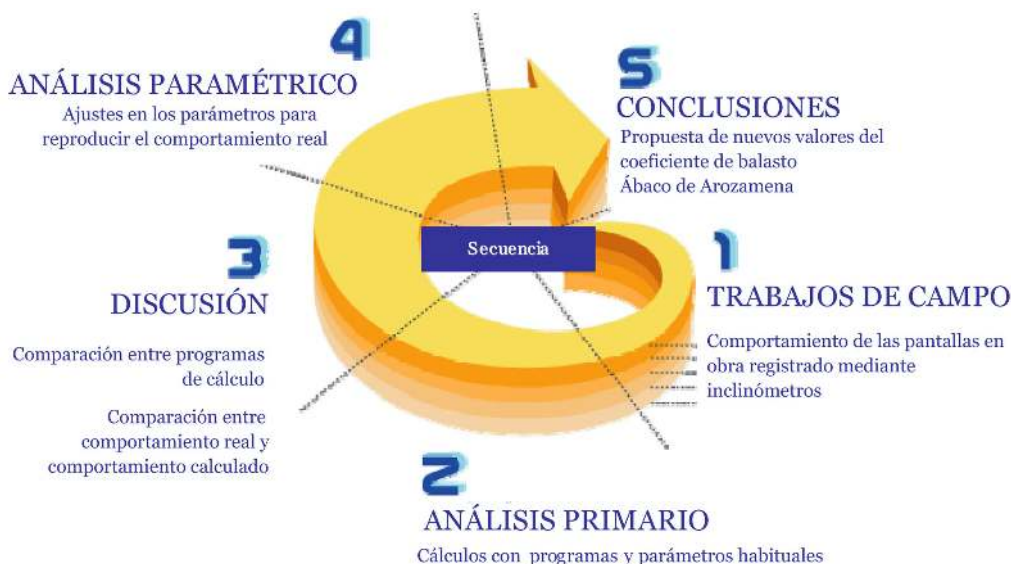 4
ANÁLISIS PARAMÉTRICO
Ajustes en los parámetros para
reproducir el comportamiento real
5
CONCLUSIONES
Propuesta de nuevos valores del
coeficiente de balasto
Ábaco de Arozamena
Secuencia
3
DISCUSIÓN
Comparación entre programas
de cálculo
Comparación entre
comportamiento real y
comportamiento calculado
1
TRABAJOS DE CAMPO
Comportamiento de las pantallas en
obra registrado mediante
inclinómetros
2
ANÁLISIS PRIMARIO
Cálculos con programas y parámetros habituales